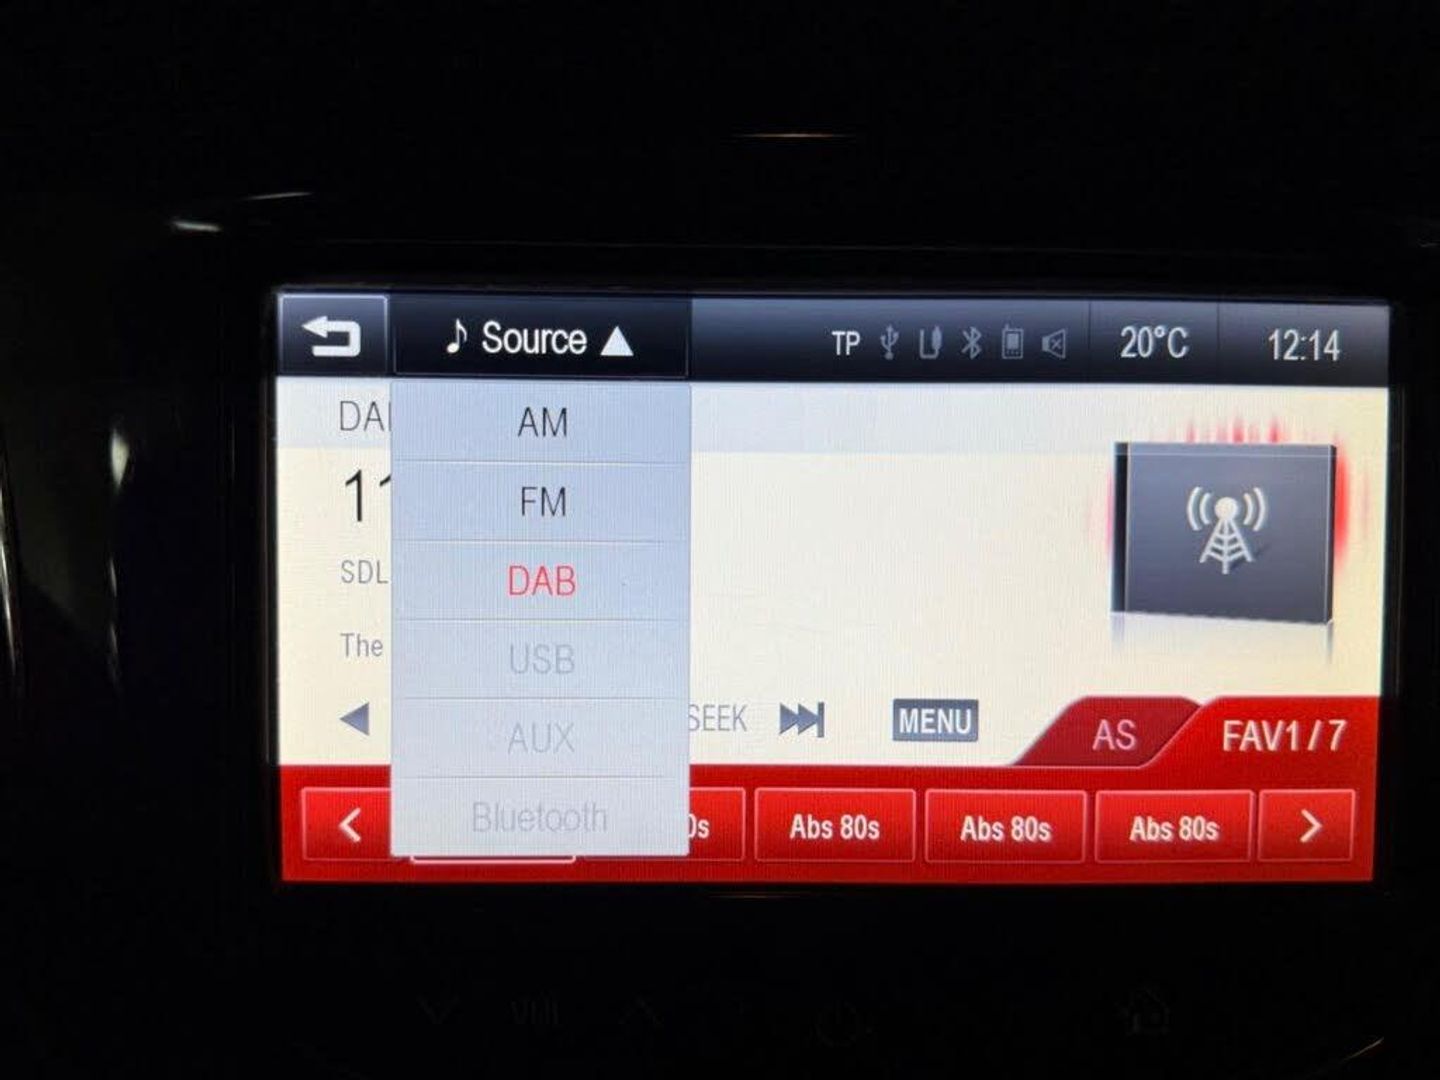 ♪ Source ▲ TP 20°C 12:14
DA
AM
11
FM
SDL
DAB
The
USB
AUX
SEEK MENU AS FAV1/7
Bluetooth
0s Abs 80s Abs 80s Abs 80s
VOL